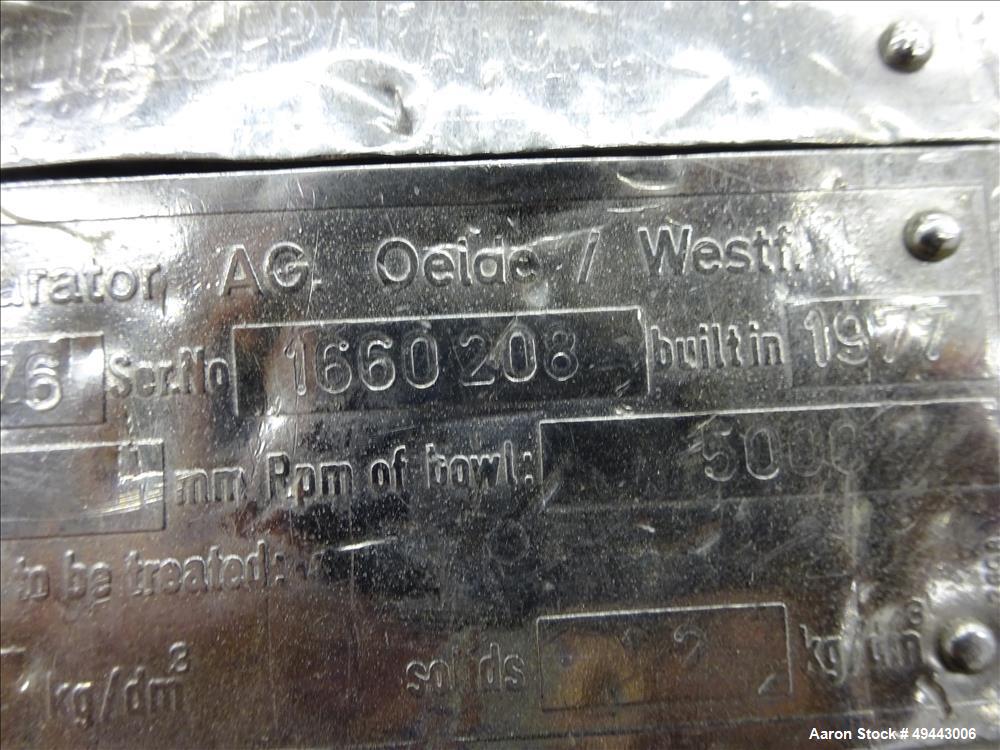 arator AG. Oelde / Westf.
76 Ser.No 1660 208 built in 1977
mm Rpm of bowl: 5000
to be treated:
kg/dm³ solids kg/dm³
Aaron Stock # 49443006